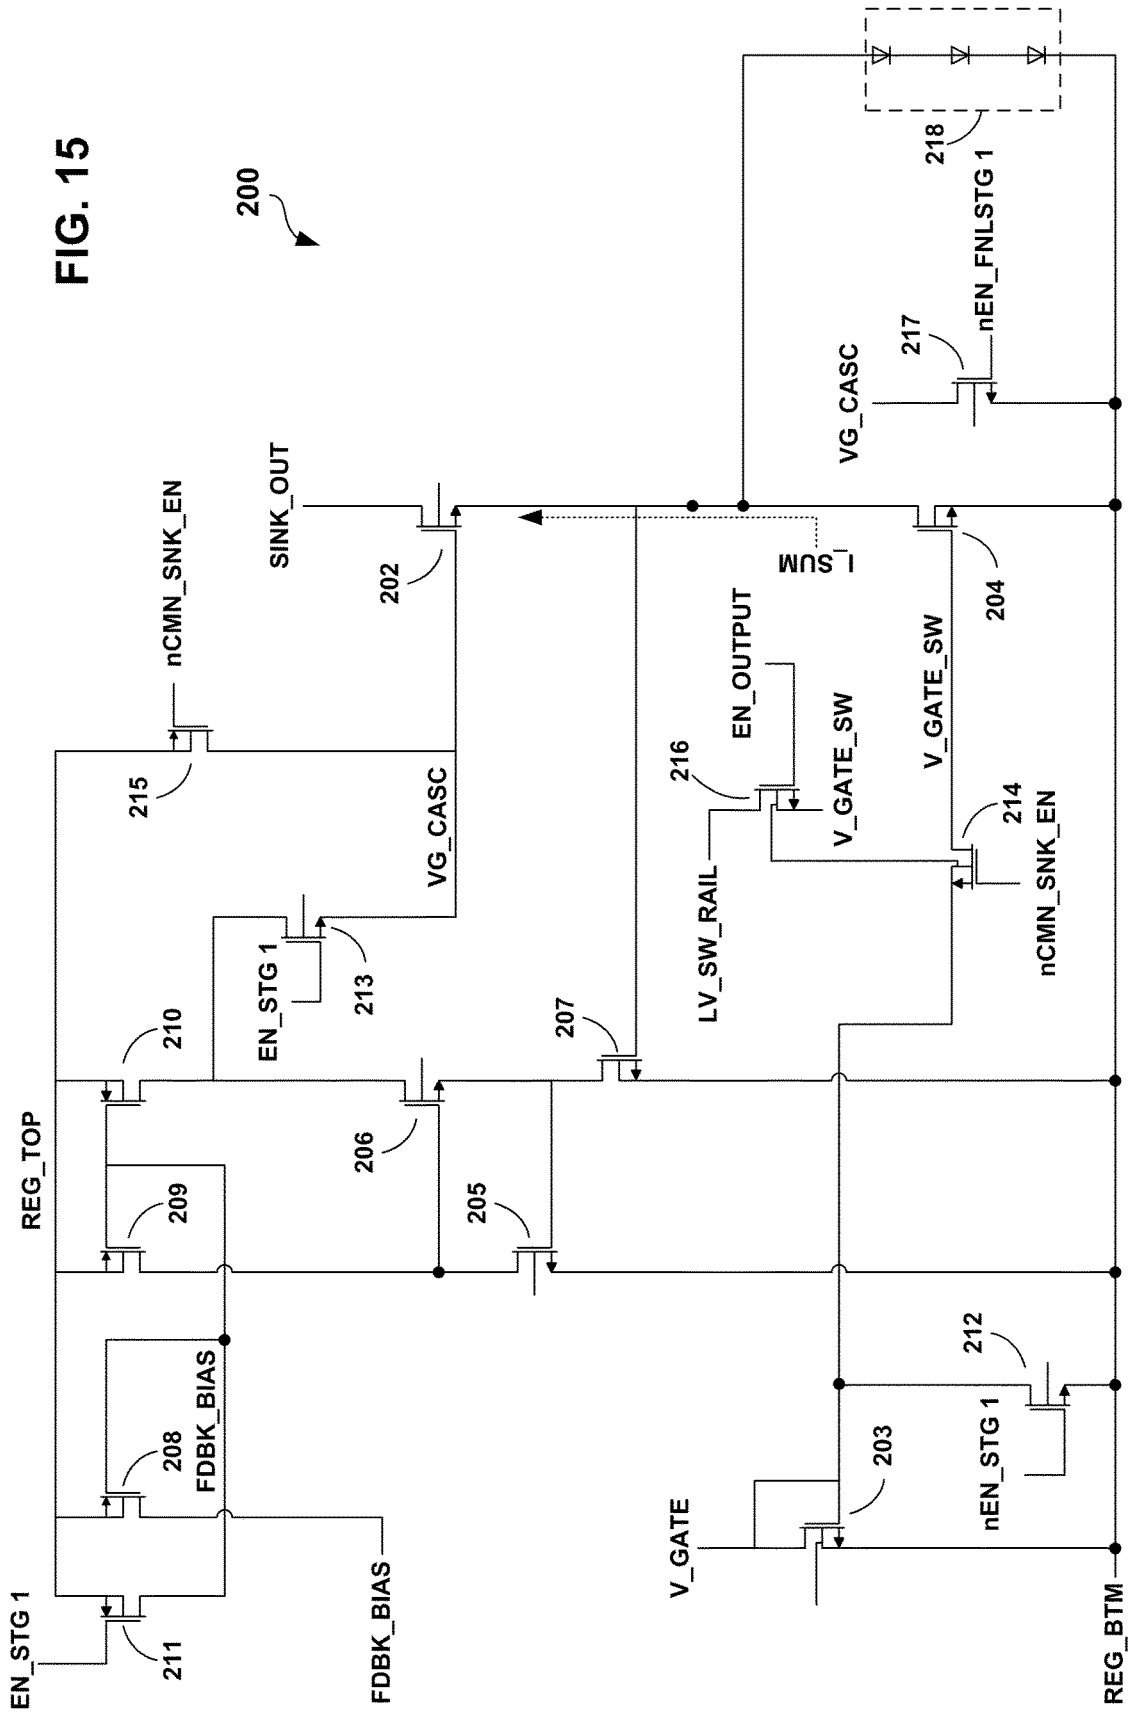 FIG. 15
200
EN_STG 1
211
208
FDBK_BIAS
FDBK_BIAS
REG_TOP
209
210
EN_STG 1
213
215
nCMN_SNK_EN
VG_CASC
SINK_OUT
202
206
205
207
I_SUM
LV_SW_RAIL
216
EN_OUTPUT
V_GATE_SW
V_GATE_SW
204
214
nCMN_SNK_EN
VG_CASC
217
nEN_FNLSTG 1
218
V_GATE
203
nEN_STG 1
212
REG_BTM